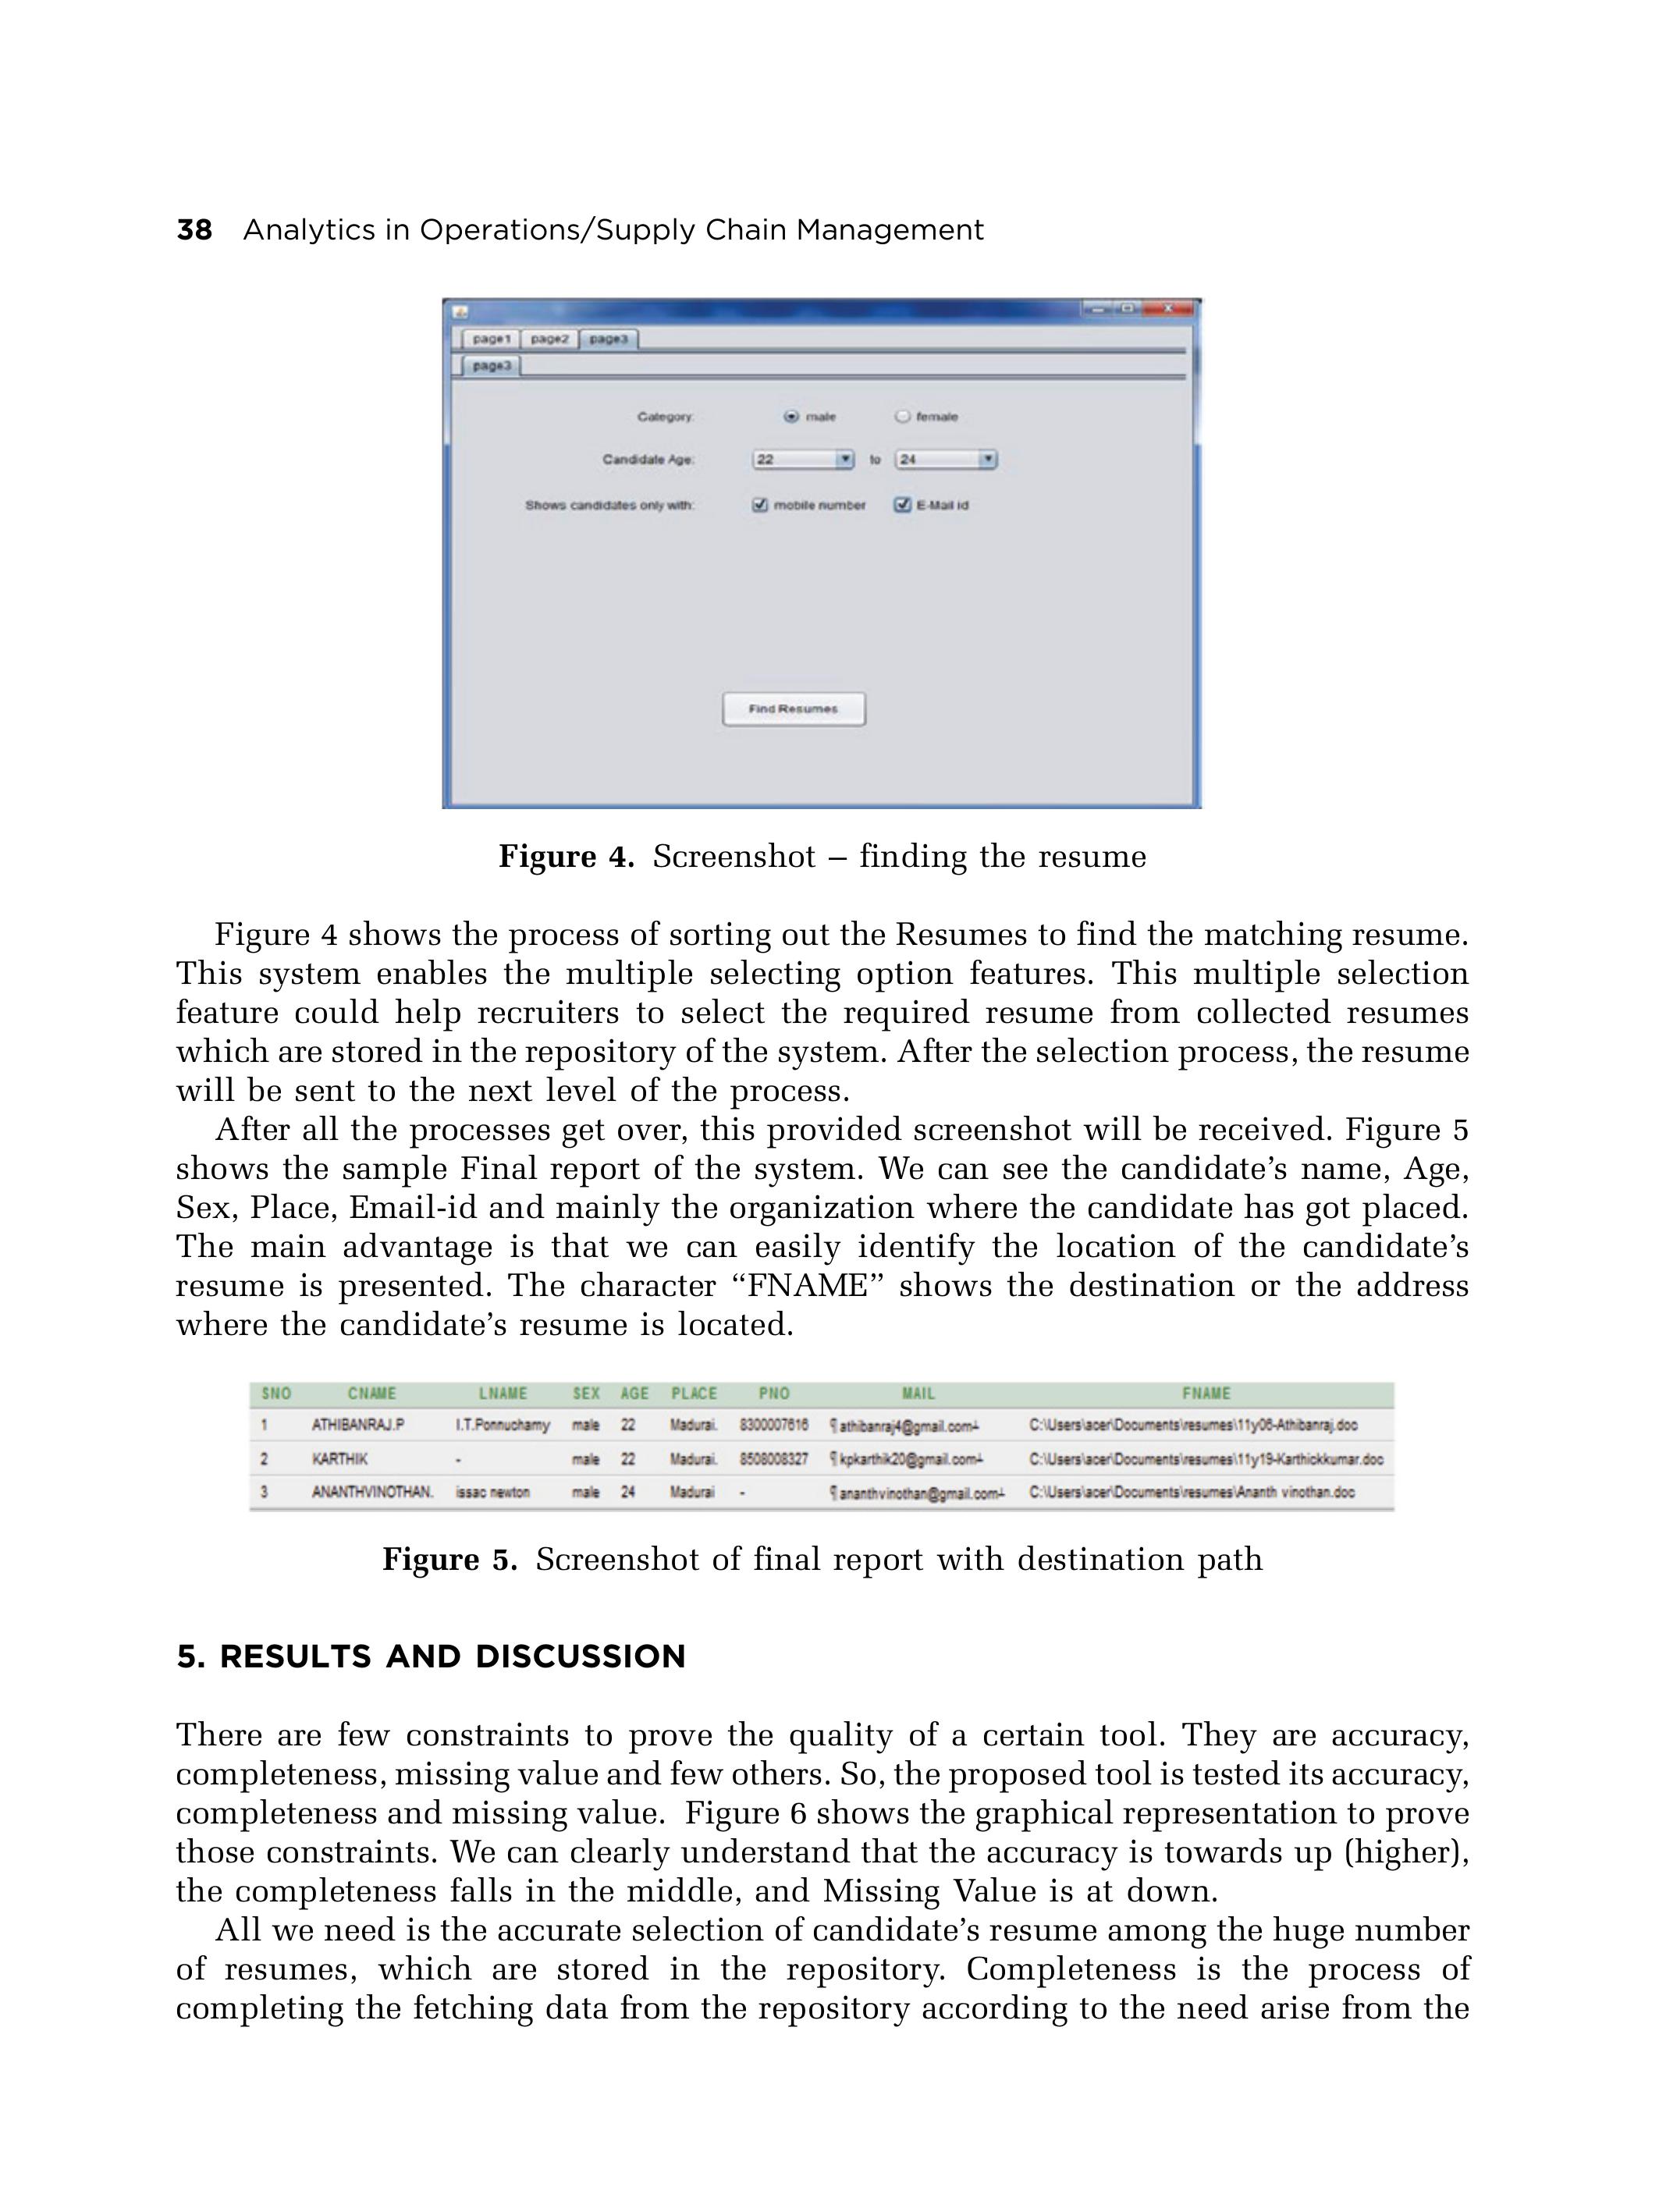 38 Analytics in Operations/Supply Chain Management
page1 page2 page3
page3
Category: male female
Candidate Age: 22 to 24
Shows candidates only with: mobile number E-Mail id
Find Resumes
Figure 4. Screenshot – finding the resume
Figure 4 shows the process of sorting out the Resumes to find the matching resume.
This system enables the multiple selecting option features. This multiple selection
feature could help recruiters to select the required resume from collected resumes
which are stored in the repository of the system. After the selection process, the resume
will be sent to the next level of the process.
After all the processes get over, this provided screenshot will be received. Figure 5
shows the sample Final report of the system. We can see the candidate’s name, Age,
Sex, Place, Email-id and mainly the organization where the candidate has got placed.
The main advantage is that we can easily identify the location of the candidate’s
resume is presented. The character “FNAME” shows the destination or the address
where the candidate’s resume is located.
SNO CNAME LNAME SEX AGE PLACE PNO MAIL FNAME
1 ATHIBANRAJ.P I.T.Ponnuchamy male 22 Madurai. 8300007616 ¶athibanraj4@gmail.com┴ C:\Users\acer\Documents\resumes\11y06-Athibanraj.doc
2 KARTHIK - male 22 Madurai. 8508008327 ¶kpkarthik20@gmail.com┴ C:\Users\acer\Documents\resumes\11y19-Karthickkumar.doc
3 ANANTHVINOTHAN. issac newton male 24 Madurai - ¶ananthvinothan@gmail.com┴ C:\Users\acer\Documents\resumes\Ananth vinothan.doc
Figure 5. Screenshot of final report with destination path
5. RESULTS AND DISCUSSION
There are few constraints to prove the quality of a certain tool. They are accuracy,
completeness, missing value and few others. So, the proposed tool is tested its accuracy,
completeness and missing value. Figure 6 shows the graphical representation to prove
those constraints. We can clearly understand that the accuracy is towards up (higher),
the completeness falls in the middle, and Missing Value is at down.
All we need is the accurate selection of candidate’s resume among the huge number
of resumes, which are stored in the repository. Completeness is the process of
completing the fetching data from the repository according to the need arise from the